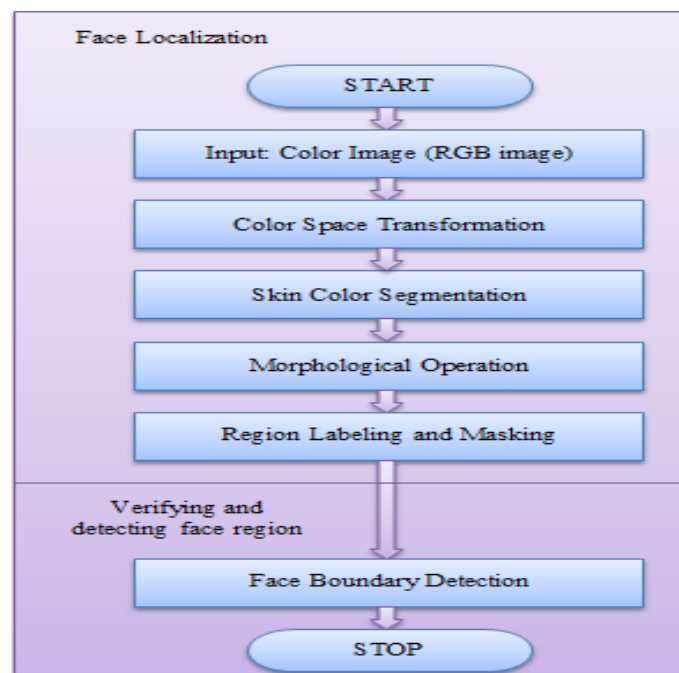 Face Localization
START
Input: Color Image (RGB image)
Color Space Transformation
Skin Color Segmentation
Morphological Operation
Region Labeling and Masking
Verifying and
detecting face region
Face Boundary Detection
STOP